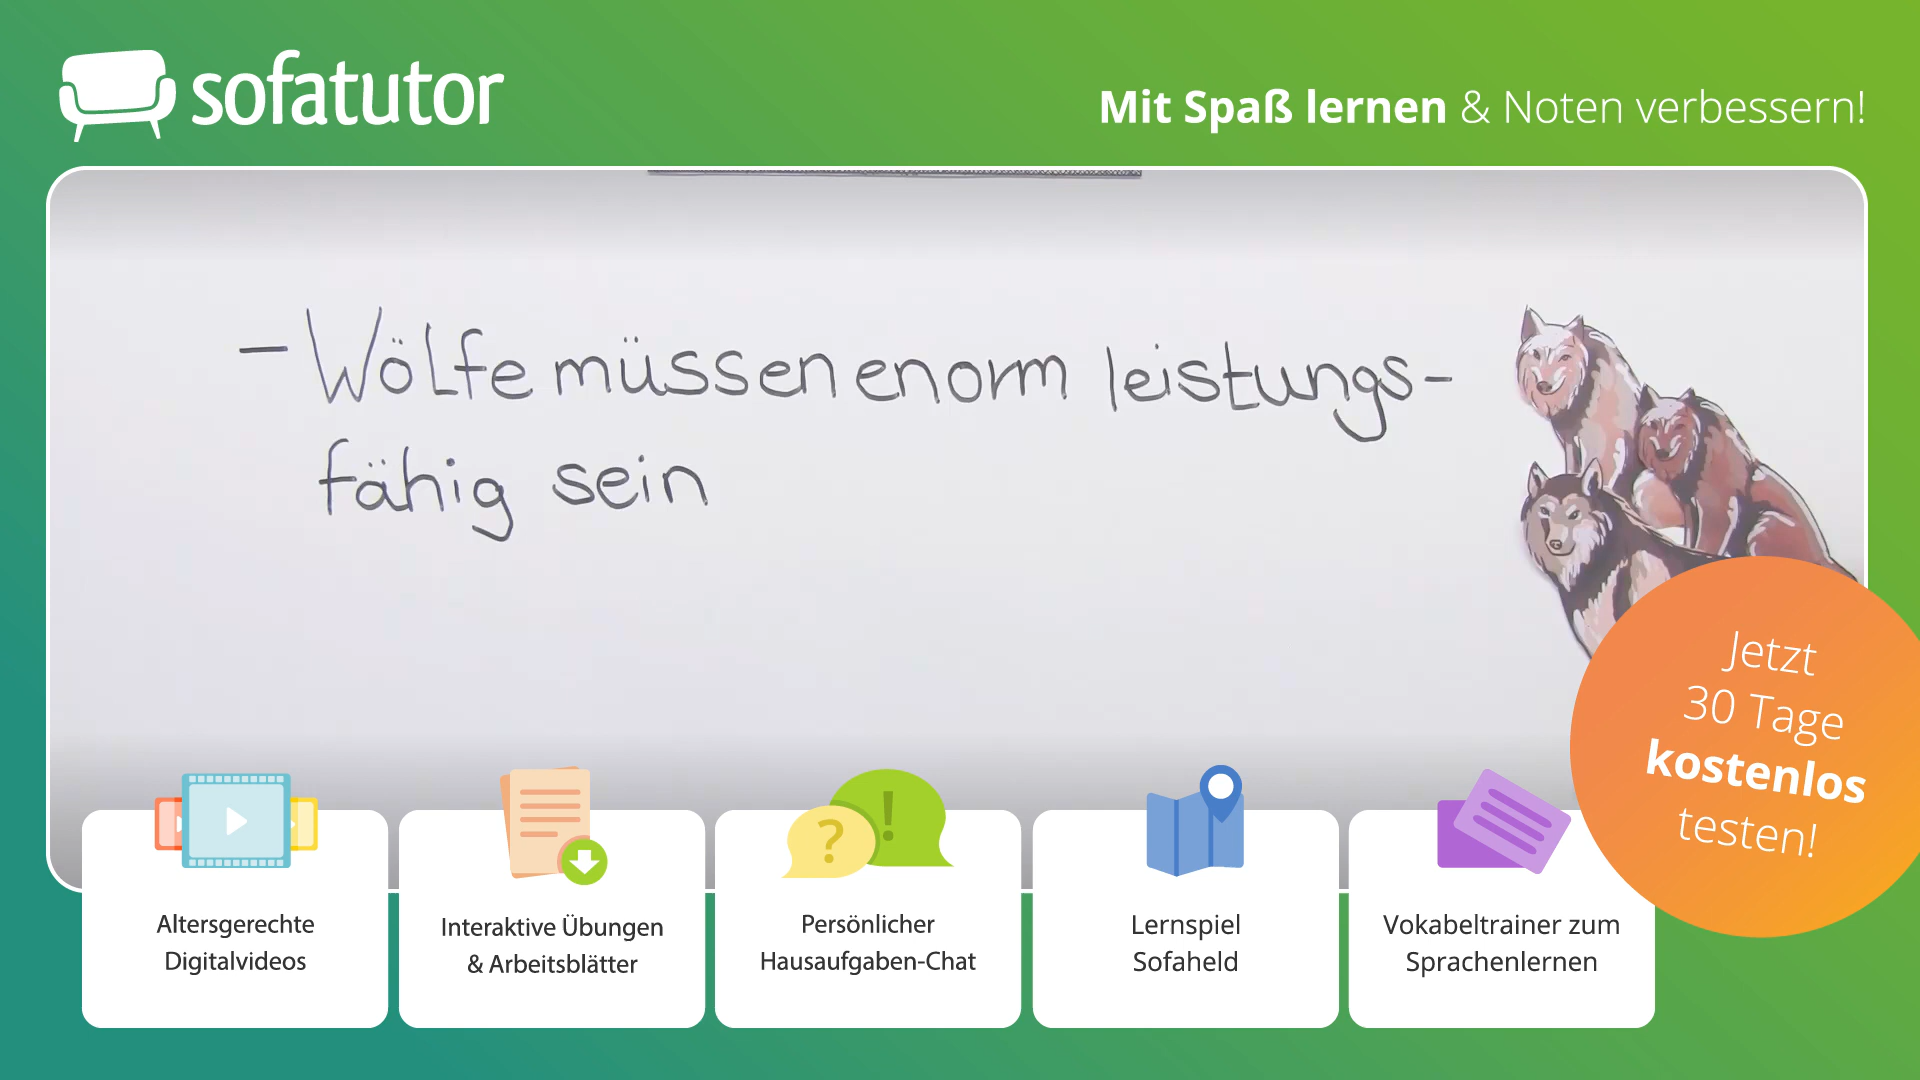 sofatutor
Mit Spaß lernen & Noten verbessern!
- Wölfe müssen enorm leistungs-
fähig sein
Jetzt
30 Tage
kostenlos
testen!
Altersgerechte
Digitalvideos
Interaktive Übungen
& Arbeitsblätter
? !
Persönlicher
Hausaufgaben-Chat
Lernspiel
Sofaheld
Vokabeltrainer zum
Sprachenlernen